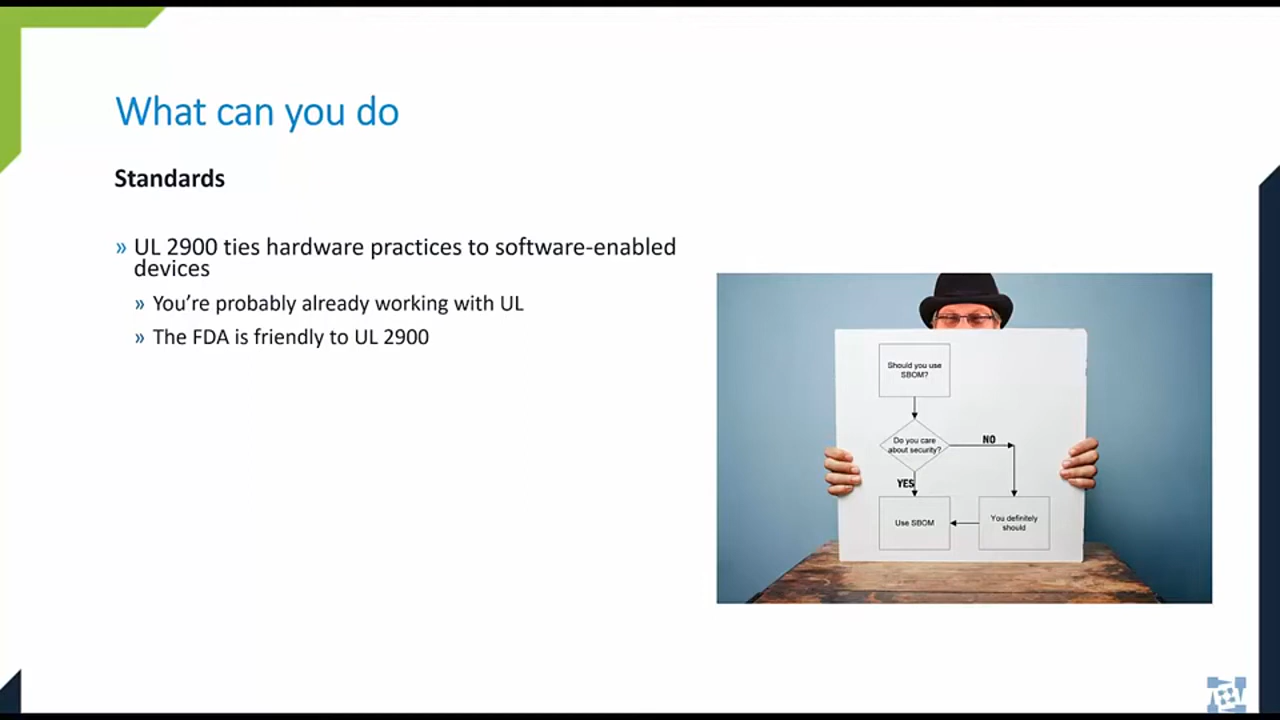 What can you do
Standards
» UL 2900 ties hardware practices to software-enabled
devices
» You’re probably already working with UL
» The FDA is friendly to UL 2900
Should you use
SBOM?
Do you care
about security?
NO
YES
Use SBOM
You definitely
should